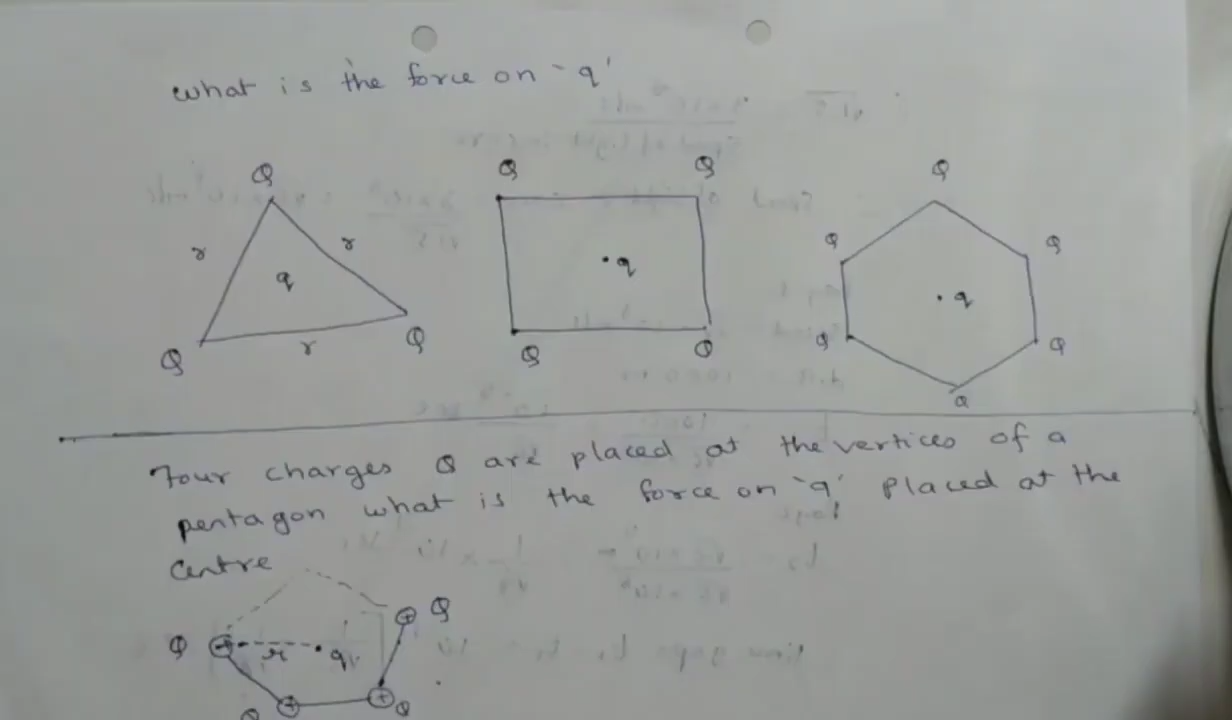 what is the force on 'q'
Q Q Q Q
r r Q Q
q .q
Q Q . q
r Q Q Q Q Q
Q
Four charges Q are placed at the vertices of a
pentagon what is the force on 'q' placed at the
centre
Q
Q r q
Q Q